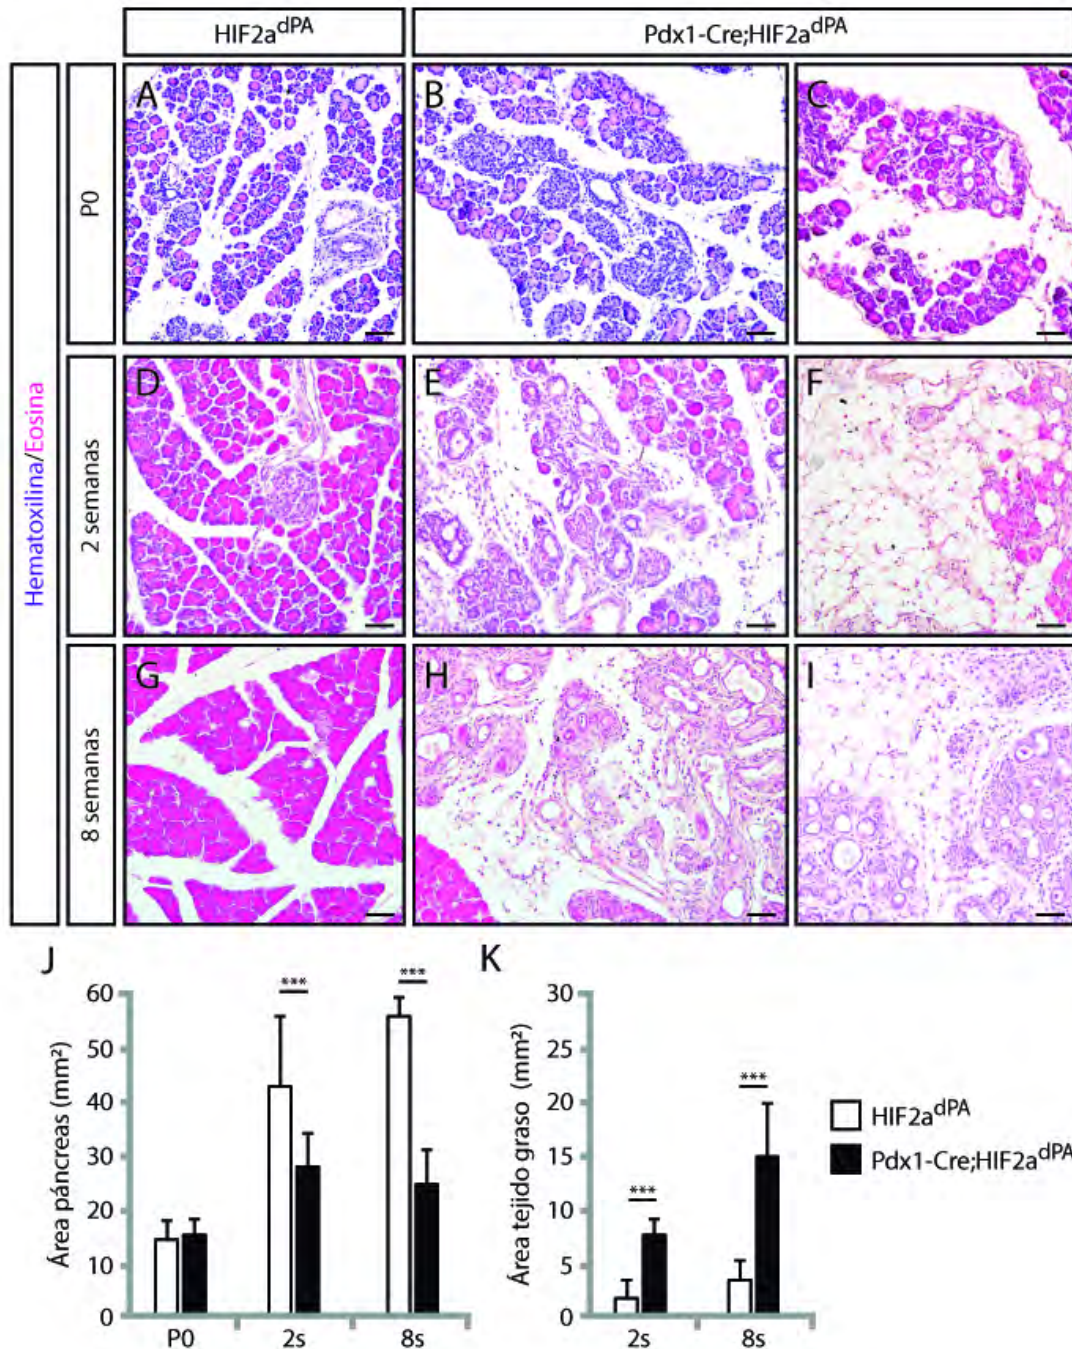 HIF2a^dPA
Pdx1-Cre;HIF2a^dPA
Hematoxilina/Eosina
P0
A
B
C
2 semanas
D
E
F
8 semanas
G
H
I
J
Área páncreas (mm²)
60
50
40
30
20
10
0
***
***
P0
2s
8s
K
Área tejido graso (mm²)
30
25
20
15
10
5
0
***
***
2s
8s
HIF2a^dPA
Pdx1-Cre;HIF2a^dPA